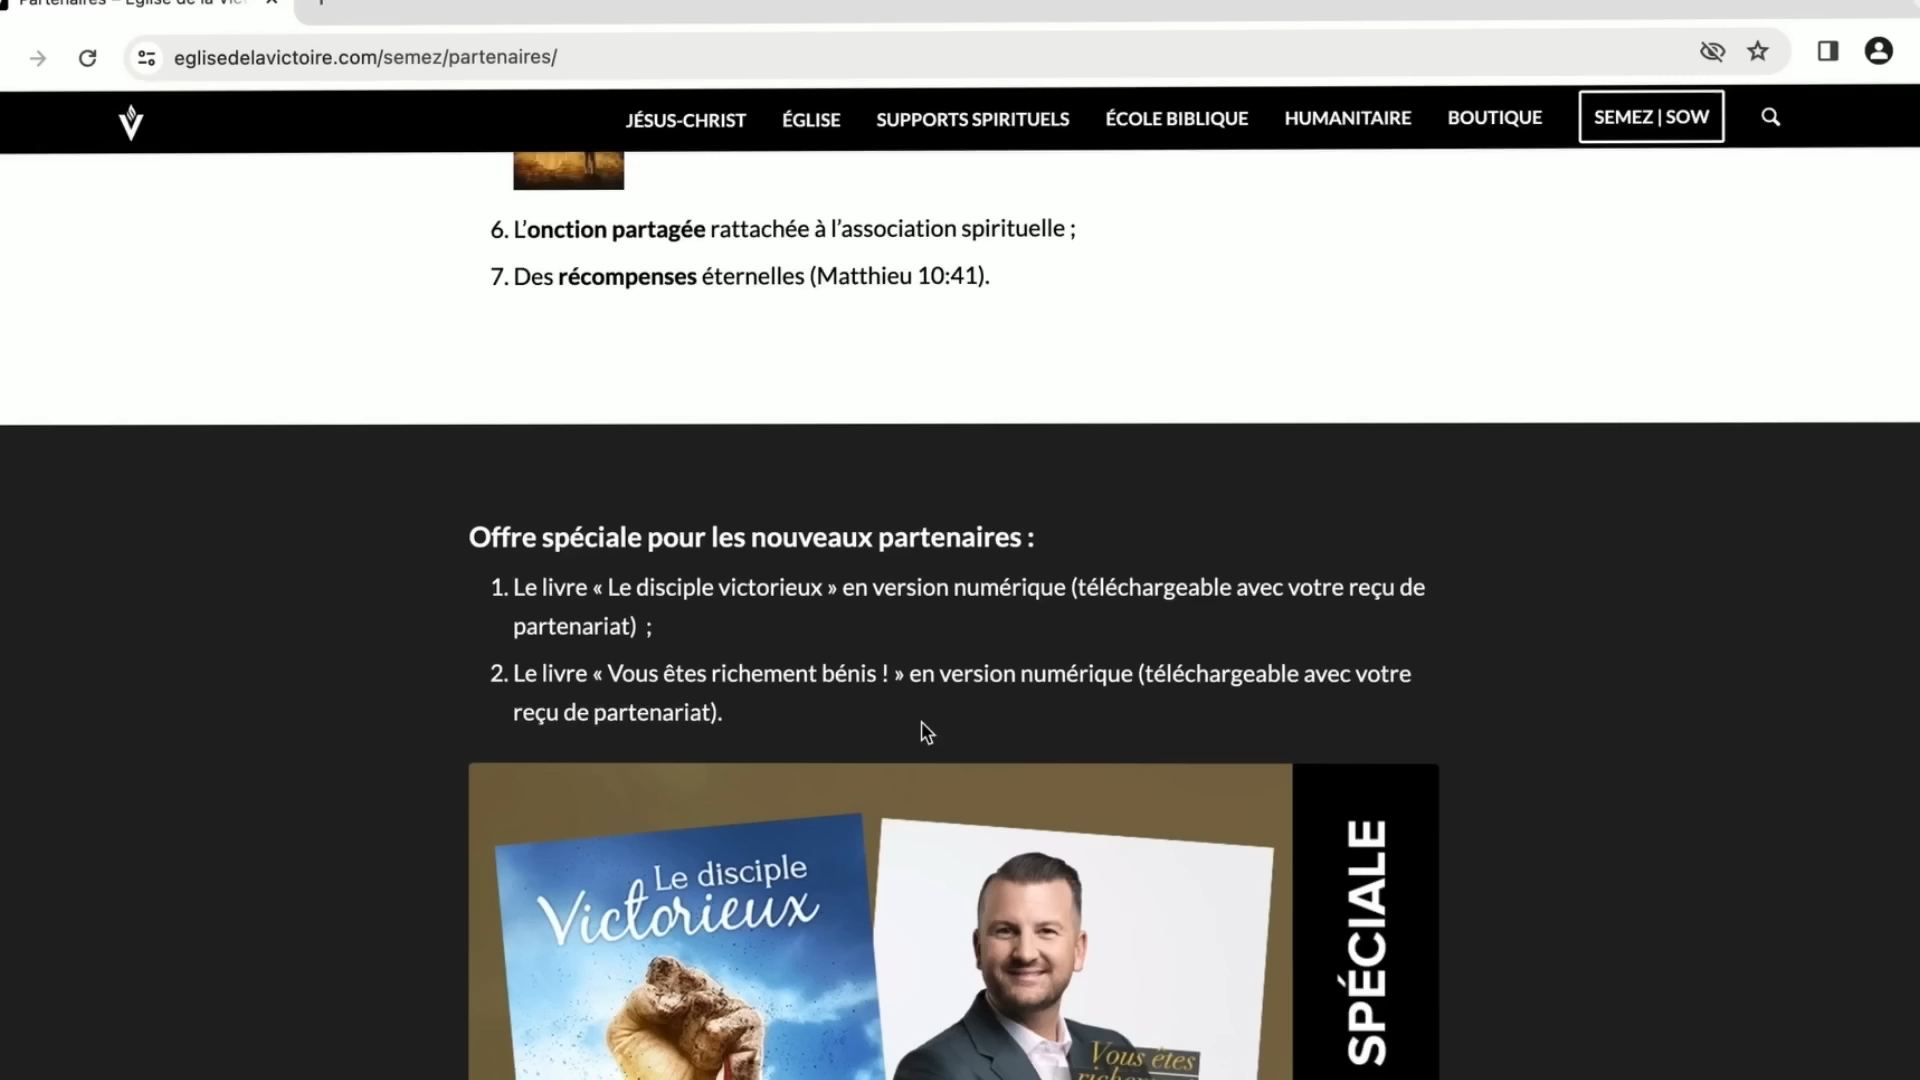 eglisedelavictoire.com/semez/partenaires/
JÉSUS-CHRIST ÉGLISE SUPPORTS SPIRITUELS ÉCOLE BIBLIQUE HUMANITAIRE BOUTIQUE SEMEZ | SOW
6. L'onction partagée rattachée à l'association spirituelle ;
7. Des récompenses éternelles (Matthieu 10:41).
Offre spéciale pour les nouveaux partenaires :
1. Le livre « Le disciple victorieux » en version numérique (téléchargeable avec votre reçu de
partenariat) ;
2. Le livre « Vous êtes richement bénis ! » en version numérique (téléchargeable avec votre
reçu de partenariat).
Le disciple
Victorieux
Vous êtes
SPÉCIALE